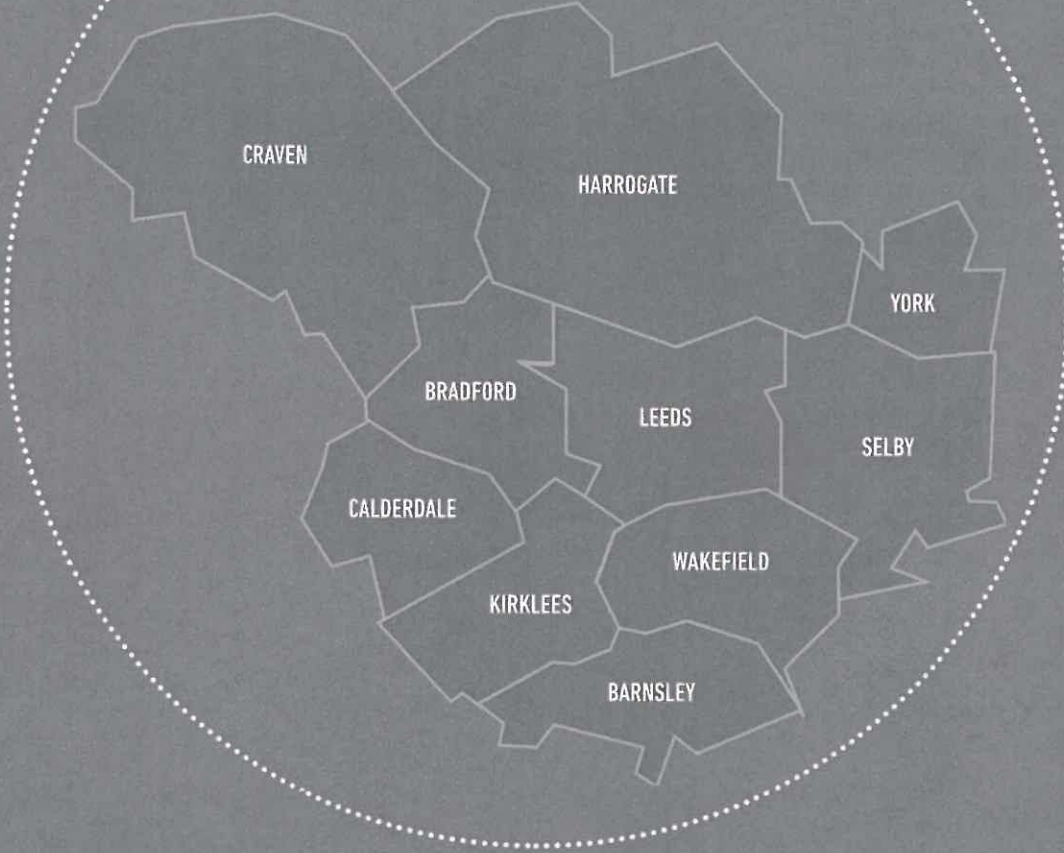 CRAVEN
HARROGATE
YORK
BRADFORD
LEEDS
SELBY
CALDERDALE
WAKEFIELD
KIRKLEES
BARNSLEY